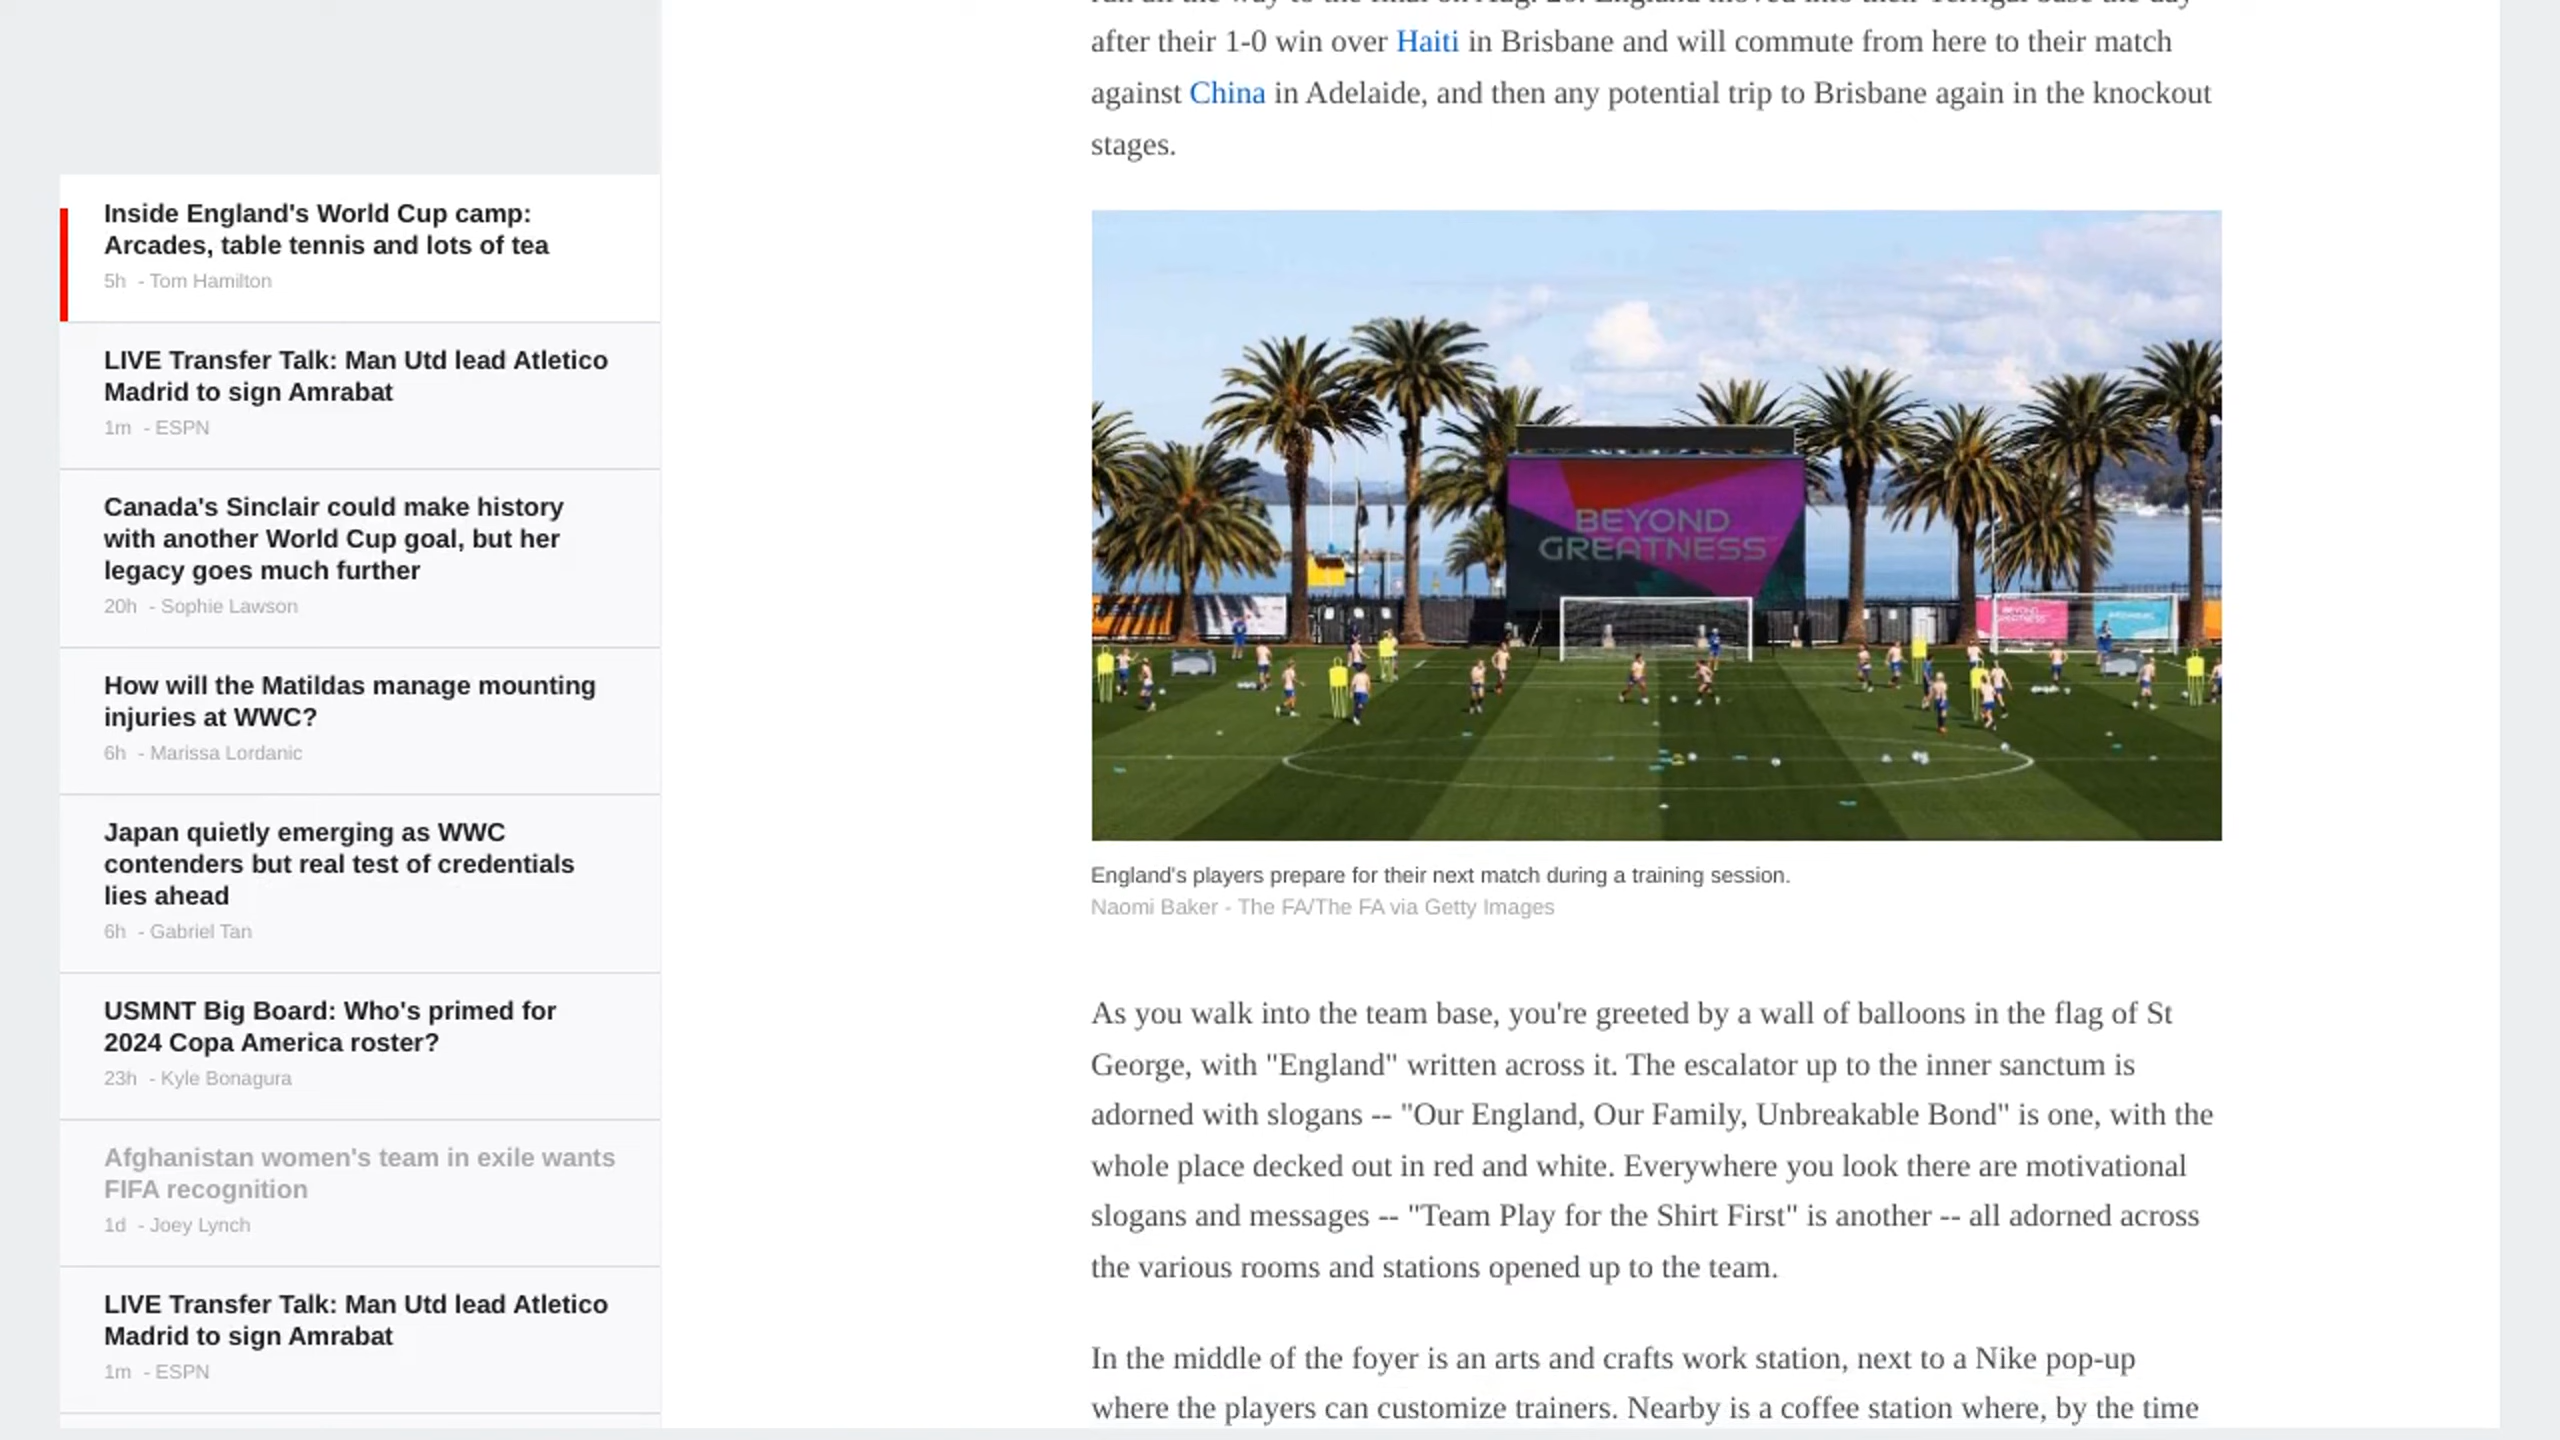 after their 1-0 win over Haiti in Brisbane and will commute from here to their match
against China in Adelaide, and then any potential trip to Brisbane again in the knockout
stages.
Inside England's World Cup camp:
Arcades, table tennis and lots of tea
5h - Tom Hamilton
LIVE Transfer Talk: Man Utd lead Atletico
Madrid to sign Amrabat
1m - ESPN
Canada's Sinclair could make history
with another World Cup goal, but her
legacy goes much further
20h - Sophie Lawson
How will the Matildas manage mounting
injuries at WWC?
6h - Marissa Lordanic
Japan quietly emerging as WWC
contenders but real test of credentials
lies ahead
6h - Gabriel Tan
USMNT Big Board: Who's primed for
2024 Copa America roster?
23h - Kyle Bonagura
Afghanistan women's team in exile wants
FIFA recognition
1d - Joey Lynch
LIVE Transfer Talk: Man Utd lead Atletico
Madrid to sign Amrabat
1m - ESPN
BEYOND
GREATNESS
BEYOND
GREATNESS
England's players prepare for their next match during a training session.
Naomi Baker - The FA/The FA via Getty Images
As you walk into the team base, you're greeted by a wall of balloons in the flag of St
George, with "England" written across it. The escalator up to the inner sanctum is
adorned with slogans -- "Our England, Our Family, Unbreakable Bond" is one, with the
whole place decked out in red and white. Everywhere you look there are motivational
slogans and messages -- "Team Play for the Shirt First" is another -- all adorned across
the various rooms and stations opened up to the team.
In the middle of the foyer is an arts and crafts work station, next to a Nike pop-up
where the players can customize trainers. Nearby is a coffee station where, by the time